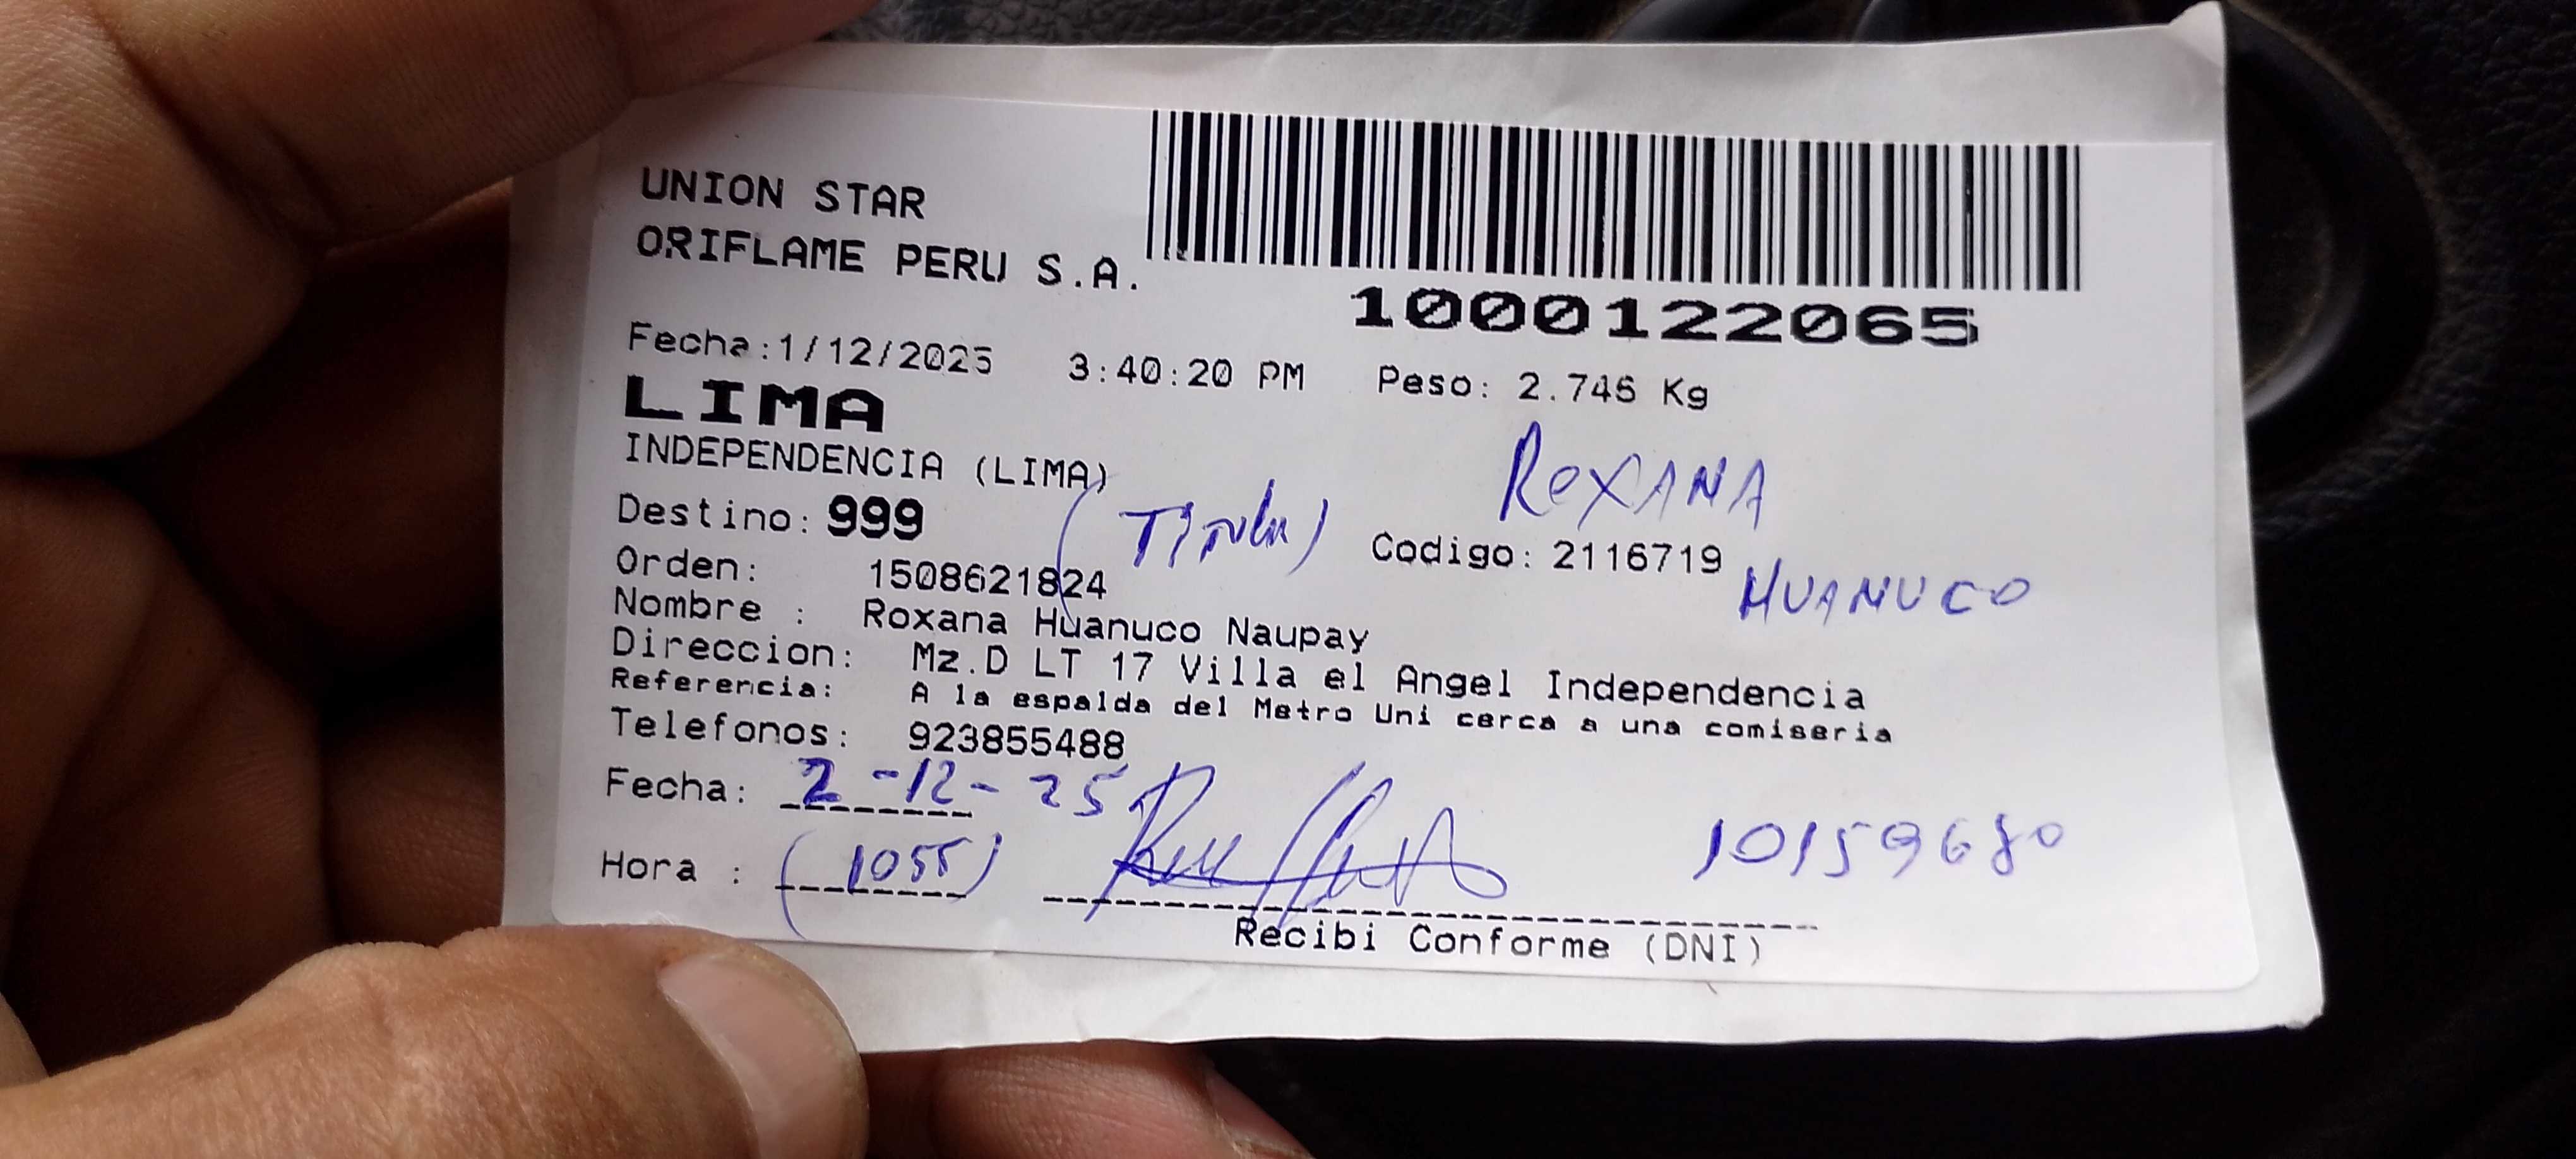 UNION STAR
ORIFLAME PERU S.A.
1000122065
Fecha:1/12/2025 3:40:20 PM Peso: 2.745 Kg
LIMA
INDEPENDENCIA (LIMA)
ROXANA
Destino: 999 (Titular) Codigo: 2116719
HUANUCO
Orden: 1508621824
Nombre : Roxana Huanuco Naupay
Direccion: Mz.D LT 17 Villa el Angel Independencia
Referencia: A la espalda del Metro Uni cerca a una comiseria
Telefonos: 923855488
Fecha: 2-12-25
Hora : (1055) 10159680
Recibi Conforme (DNI)